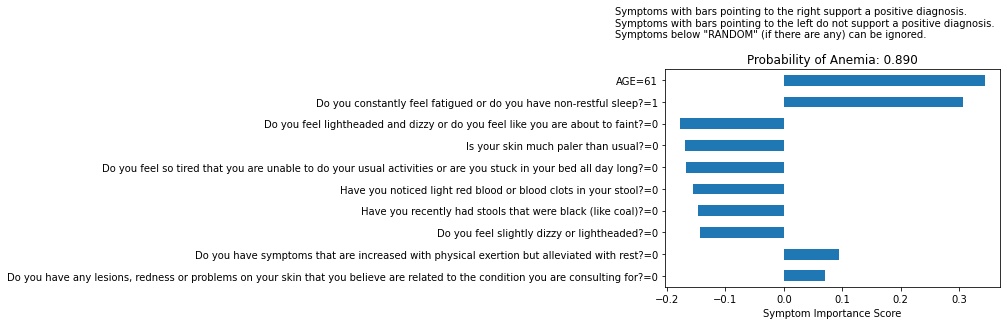 Symptoms with bars pointing to the right support a positive diagnosis.
Symptoms with bars pointing to the left do not support a positive diagnosis.
Symptoms below "RANDOM" (if there are any) can be ignored.
Probability of Anemia: 0.890
AGE=61
Do you constantly feel fatigued or do you have non-restful sleep?=1
Do you feel lightheaded and dizzy or do you feel like you are about to faint?=0
Is your skin much paler than usual?=0
Do you feel so tired that you are unable to do your usual activities or are you stuck in your bed all day long?=0
Have you noticed light red blood or blood clots in your stool?=0
Have you recently had stools that were black (like coal)?=0
Do you feel slightly dizzy or lightheaded?=0
Do you have symptoms that are increased with physical exertion but alleviated with rest?=0
Do you have any lesions, redness or problems on your skin that you believe are related to the condition you are consulting for?=0
−0.2 −0.1 0.0 0.1 0.2 0.3
Symptom Importance Score